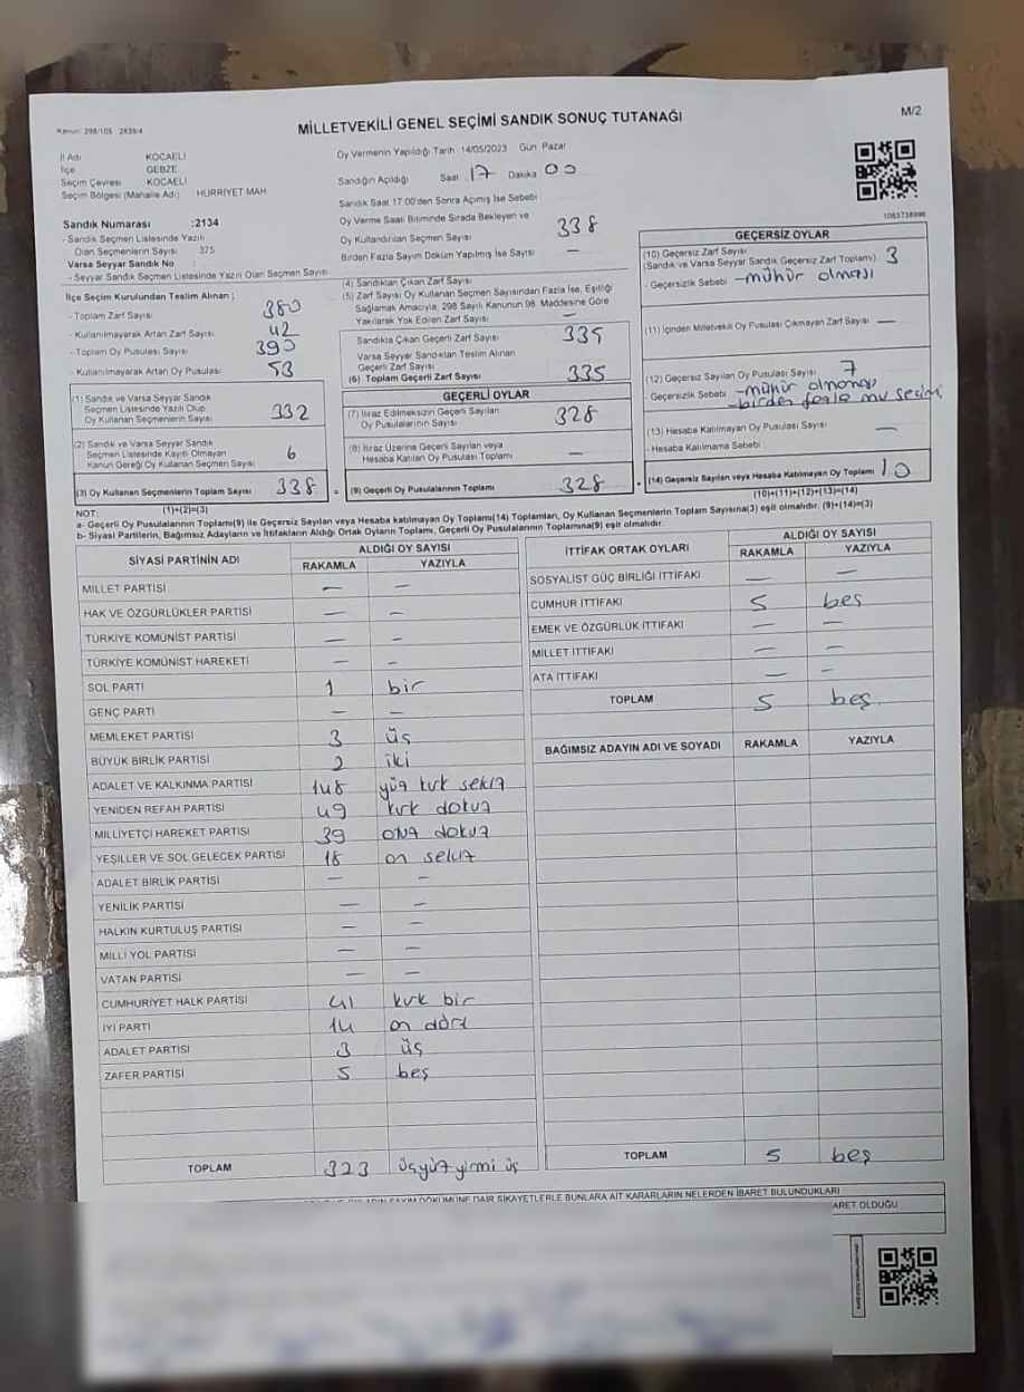 Kanun: 298/105 2839/4
MİLLETVEKİLİ GENEL SEÇİMİ SANDIK SONUÇ TUTANAĞI
M/2
İl Adı KOCAELİ
İlçe GEBZE
Seçim Çevresi KOCAELİ
Seçim Bölgesi (Mahalle Adı) HÜRRİYET MAH
Sandık Numarası :2134
- Sandık Seçmen Listesinde Yazılı
Olan Seçmenlerin Sayısı 375
Varsa Seyyar Sandık No
- Seyyar Sandık Seçmen Listesinde Yazılı Olan Seçmen Sayısı
İlçe Seçim Kurulundan Teslim Alınan ;
- Toplam Zarf Sayısı 380
- Kullanılmayarak Artan Zarf Sayısı 42
- Toplam Oy Pusulası Sayısı 390
- Kullanılmayarak Artan Oy Pusulası 53
(1) Sandık ve Varsa Seyyar Sandık
Seçmen Listesinde Yazılı Olup
Oy Kullanan Seçmenlerin Sayısı 332
(2) Sandık ve Varsa Seyyar Sandık
Seçmen Listesinde Kayıtlı Olmayan
Kanun Gereği Oy Kullanan Seçmen Sayısı 6
(3) Oy Kullanan Seçmenlerin Toplam Sayısı 338
(1)+(2)=(3)
Oy Vermenin Yapıldığı Tarih 14/05/2023 Gün Pazar
Sandığın Açıldığı Saat 17 Dakika 00
Sandık Saat 17:00'den Sonra Açılmış İse Sebebi
Oy Verme Saati Bitiminde Sırada Bekleyen ve
Oy Kullandırılan Seçmen Sayısı 338
Birden Fazla Sayım Döküm Yapılmış İse Sayısı —
(4) Sandıktan Çıkan Zarf Sayısı
(5) Zarf Sayısı Oy Kullanan Seçmen Sayısından Fazla İse, Eşitliği
Sağlamak Amacıyla, 298 Sayılı Kanunun 98. Maddesine Göre
Yakılarak Yok Edilen Zarf Sayısı —
Sandıkta Çıkan Geçerli Zarf Sayısı 335
Varsa Seyyar Sandıktan Teslim Alınan
Geçerli Zarf Sayısı
(6) Toplam Geçerli Zarf Sayısı 335
GEÇERLİ OYLAR
(7) İtiraz Edilmeksizin Geçerli Sayılan
Oy Pusulalarının Sayısı 328
(8) İtiraz Üzerine Geçerli Sayılan veya
Hesaba Katılan Oy Pusulası Toplamı —
= (9) Geçerli Oy Pusulalarının Toplamı 328
1063738996
GEÇERSİZ OYLAR
(10) Geçersiz Zarf Sayısı
(Sandık ve Varsa Seyyar Sandık Geçersiz Zarf Toplamı) 3
- Geçersizlik Sebebi -mühür olması
(11) İçinden Milletvekili Oy Pusulası Çıkmayan Zarf Sayısı —
(12) Geçersiz Sayılan Oy Pusulası Sayısı 7
Geçersizlik Sebebi -mühür olmaması
-birden fazla mv seçimi
(13) Hesaba Katılmayan Oy Pusulası Sayısı —
- Hesaba Katılmama Sebebi
+ (14) Geçersiz Sayılan veya Hesaba Katılmayan Oy Toplamı 10
(10)+(11)+(12)+(13)=(14)
NOT:
a- Geçerli Oy Pusulalarının Toplamı(9) ile Geçersiz Sayılan veya Hesaba katılmayan Oy Toplamı(14) Toplamları, Oy Kullanan Seçmenlerin Toplam Sayısına(3) eşit olmalıdır. (9)+(14)=(3)
b- Siyasi Partilerin, Bağımsız Adayların ve İttifakların Aldığı Ortak Oyların Toplamı, Geçerli Oy Pusulalarının Toplamına(9) eşit olmalıdır
SİYASİ PARTİNİN ADI ALDIĞI OY SAYISI
RAKAMLA YAZIYLA
MİLLET PARTİSİ — —
HAK VE ÖZGÜRLÜKLER PARTİSİ — —
TÜRKİYE KOMÜNİST PARTİSİ — —
TÜRKİYE KOMÜNİST HAREKETİ — —
SOL PARTİ 1 bir
GENÇ PARTİ — —
MEMLEKET PARTİSİ 3 üç
BÜYÜK BİRLİK PARTİSİ 2 iki
ADALET VE KALKINMA PARTİSİ 148 yüz kırk sekiz
YENİDEN REFAH PARTİSİ 49 kırk dokuz
MİLLİYETÇİ HAREKET PARTİSİ 39 otuz dokuz
YEŞİLLER VE SOL GELECEK PARTİSİ 18 on sekiz
ADALET BİRLİK PARTİSİ — —
YENİLİK PARTİSİ — —
HALKIN KURTULUŞ PARTİSİ — —
MİLLİ YOL PARTİSİ — —
VATAN PARTİSİ — —
CUMHURİYET HALK PARTİSİ 41 kırk bir
İYİ PARTİ 14 on dört
ADALET PARTİSİ 3 üç
ZAFER PARTİSİ 5 beş
TOPLAM 323 üçyüz yirmi üç
İTTİFAK ORTAK OYLARI ALDIĞI OY SAYISI
RAKAMLA YAZIYLA
SOSYALİST GÜÇ BİRLİĞİ İTTİFAKI — —
CUMHUR İTTİFAKI 5 beş
EMEK VE ÖZGÜRLÜK İTTİFAKI — —
MİLLET İTTİFAKI — —
ATA İTTİFAKI — —
TOPLAM 5 beş
BAĞIMSIZ ADAYIN ADI VE SOYADI RAKAMLA YAZIYLA
TOPLAM 5 beş
DÖKÜMÜNE DAİR ŞİKAYETLERLE BUNLARA AİT KARARLARIN NELERDEN İBARET BULUNDUKLARI
ARET OLDUĞU